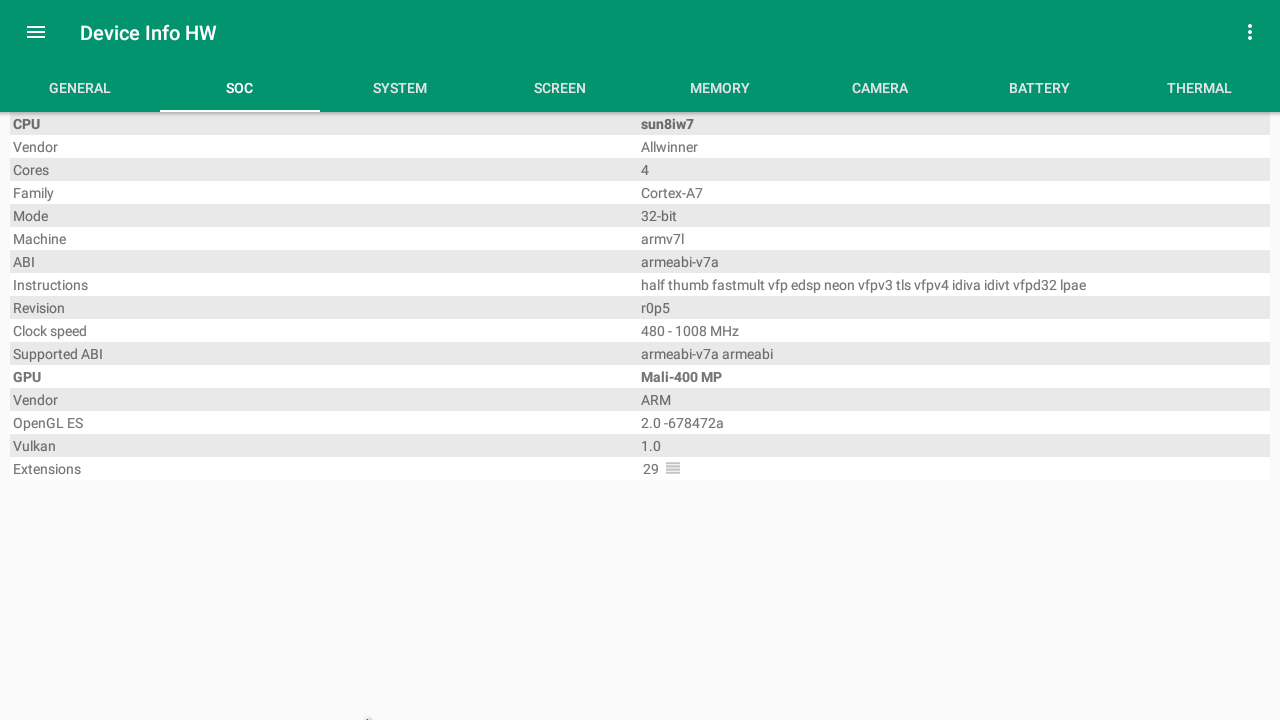 Device Info HW
GENERAL SOC SYSTEM SCREEN MEMORY CAMERA BATTERY THERMAL
CPU sun8iw7
Vendor Allwinner
Cores 4
Family Cortex-A7
Mode 32-bit
Machine armv7l
ABI armeabi-v7a
Instructions half thumb fastmult vfp edsp neon vfpv3 tls vfpv4 idiva idivt vfpd32 lpae
Revision r0p5
Clock speed 480 - 1008 MHz
Supported ABI armeabi-v7a armeabi
GPU Mali-400 MP
Vendor ARM
OpenGL ES 2.0 -678472a
Vulkan 1.0
Extensions 29